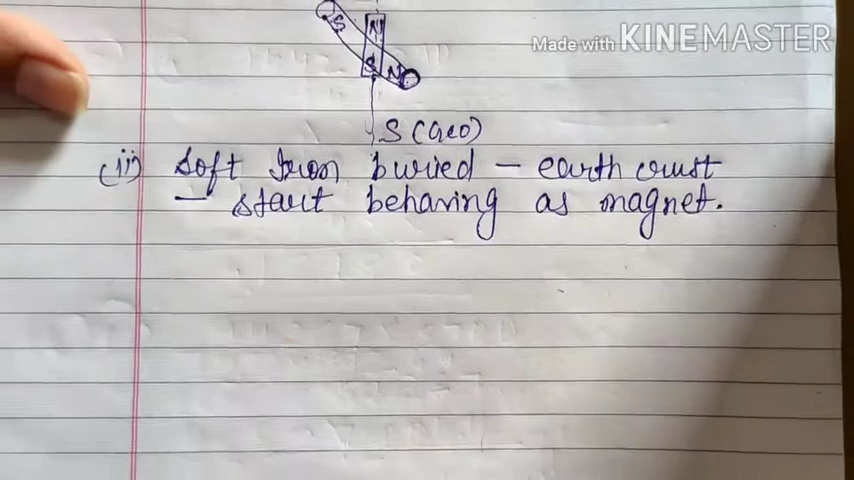 Made with KINEMASTER
S
N
S
N
S (Geo)
(ii) Soft Iron buried - earth crust
- start behaving as magnet.